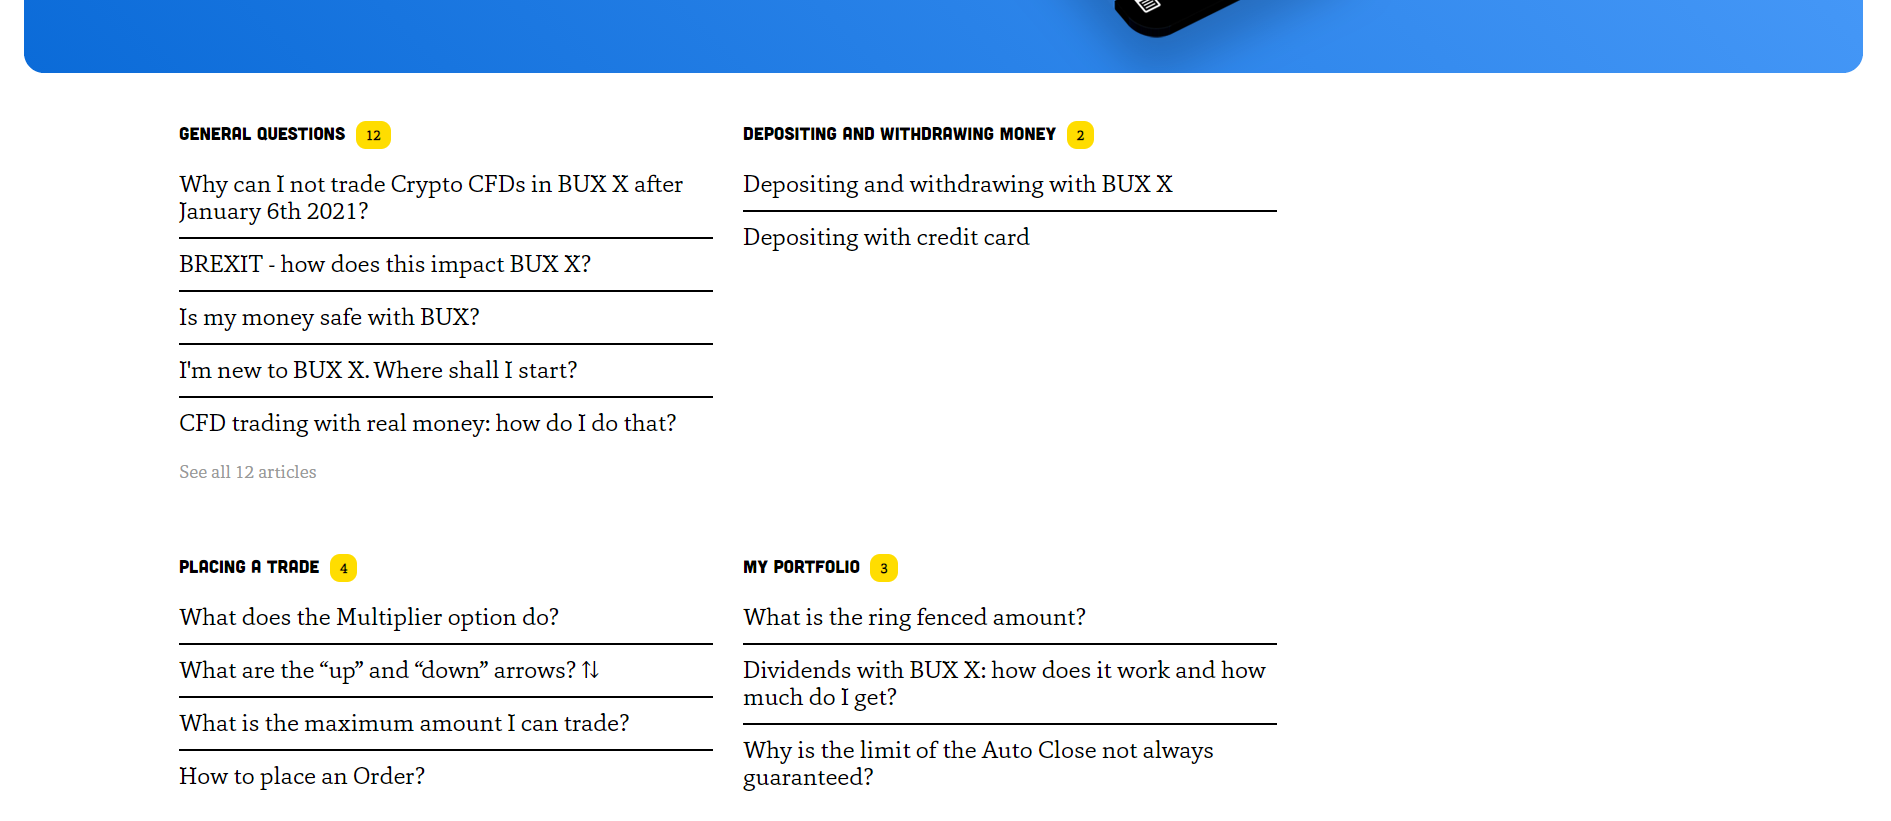 GENERAL QUESTIONS 12
Why can I not trade Crypto CFDs in BUX X after
January 6th 2021?
BREXIT - how does this impact BUX X?
Is my money safe with BUX?
I'm new to BUX X. Where shall I start?
CFD trading with real money: how do I do that?
See all 12 articles
DEPOSITING AND WITHDRAWING MONEY 2
Depositing and withdrawing with BUX X
Depositing with credit card
PLACING A TRADE 4
What does the Multiplier option do?
What are the “up” and “down” arrows? ⇅
What is the maximum amount I can trade?
How to place an Order?
MY PORTFOLIO 3
What is the ring fenced amount?
Dividends with BUX X: how does it work and how
much do I get?
Why is the limit of the Auto Close not always
guaranteed?